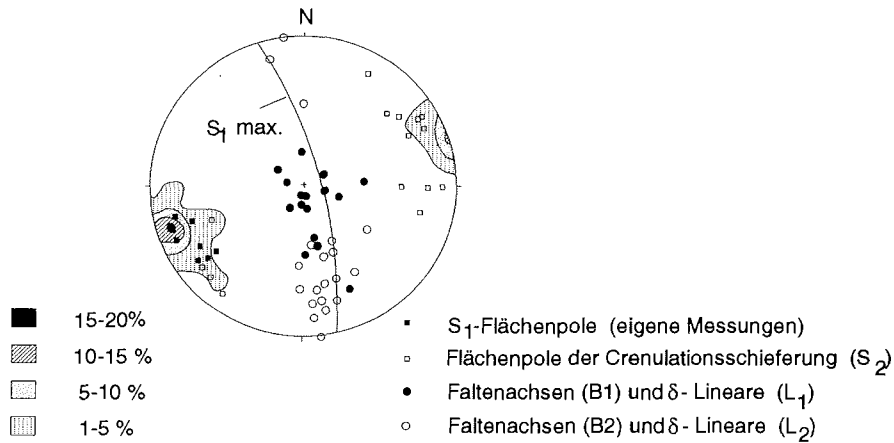 N
S1 max.
15-20%
10-15 %
5-10 %
1-5 %
S1-Flächenpole (eigene Messungen)
Flächenpole der Crenulationsschieferung (S2)
Faltenachsen (B1) und δ- Lineare (L1)
Faltenachsen (B2) und δ- Lineare (L2)